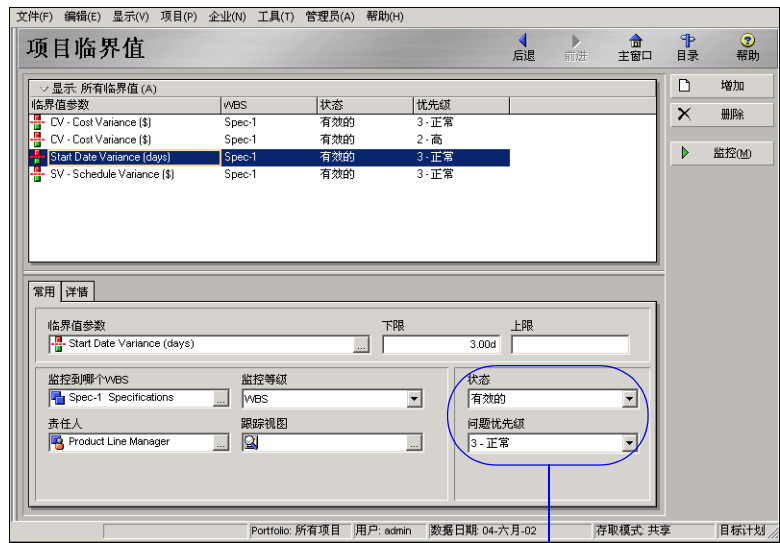 文件(F) 编辑(E) 显示(V) 项目(P) 企业(N) 工具(T) 管理员(A) 帮助(H)
项目临界值
后退 前进 主窗口 目录 帮助
显示: 所有临界值 (A)
临界值参数 WBS 状态 优先级
CV - Cost Variance ($) Spec-1 有效的 3 - 正常
CV - Cost Variance ($) Spec-1 有效的 2 - 高
Start Date Variance (days) Spec-1 有效的 3 - 正常
SV - Schedule Variance ($) Spec-1 有效的 3 - 正常
增加
删除
监控(M)
常用 详情
临界值参数 下限 上限
Start Date Variance (days) ... 3.00d
监控到哪个WBS 监控等级 状态
Spec-1 Specifications ... WBS 有效的
责任人 跟踪视图 问题优先级
Product Line Manager ... ... 3 - 正常
Portfolio: 所有项目 用户: admin 数据日期: 04-六月-02 存取模式: 共享 目标计划